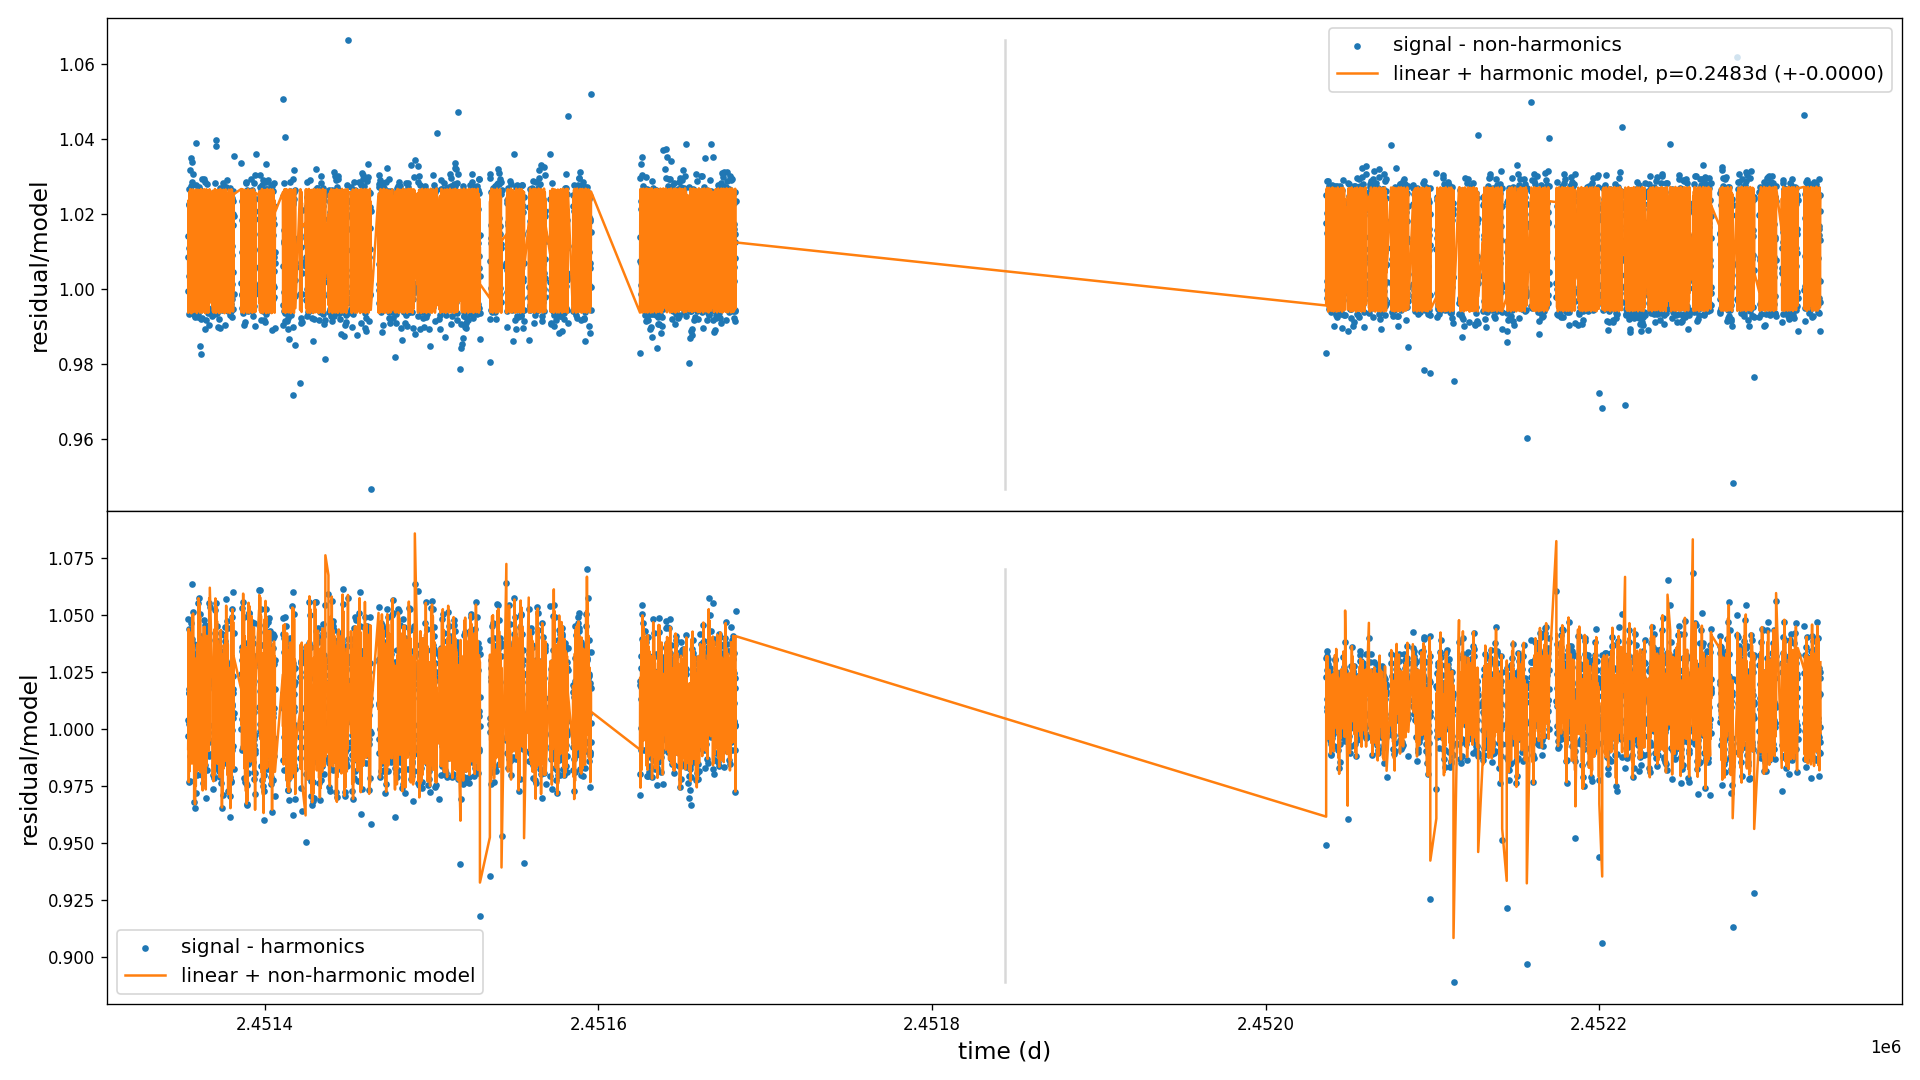 signal - non-harmonics
linear + harmonic model, p=0.2483d (+-0.0000)
1.06
1.04
1.02
1.00
0.98
0.96
residual/model
1.075
1.050
1.025
1.000
0.975
0.950
0.925
0.900
residual/model
signal - harmonics
linear + non-harmonic model
2.4514
2.4516
2.4518
2.4520
2.4522
1e6
time (d)